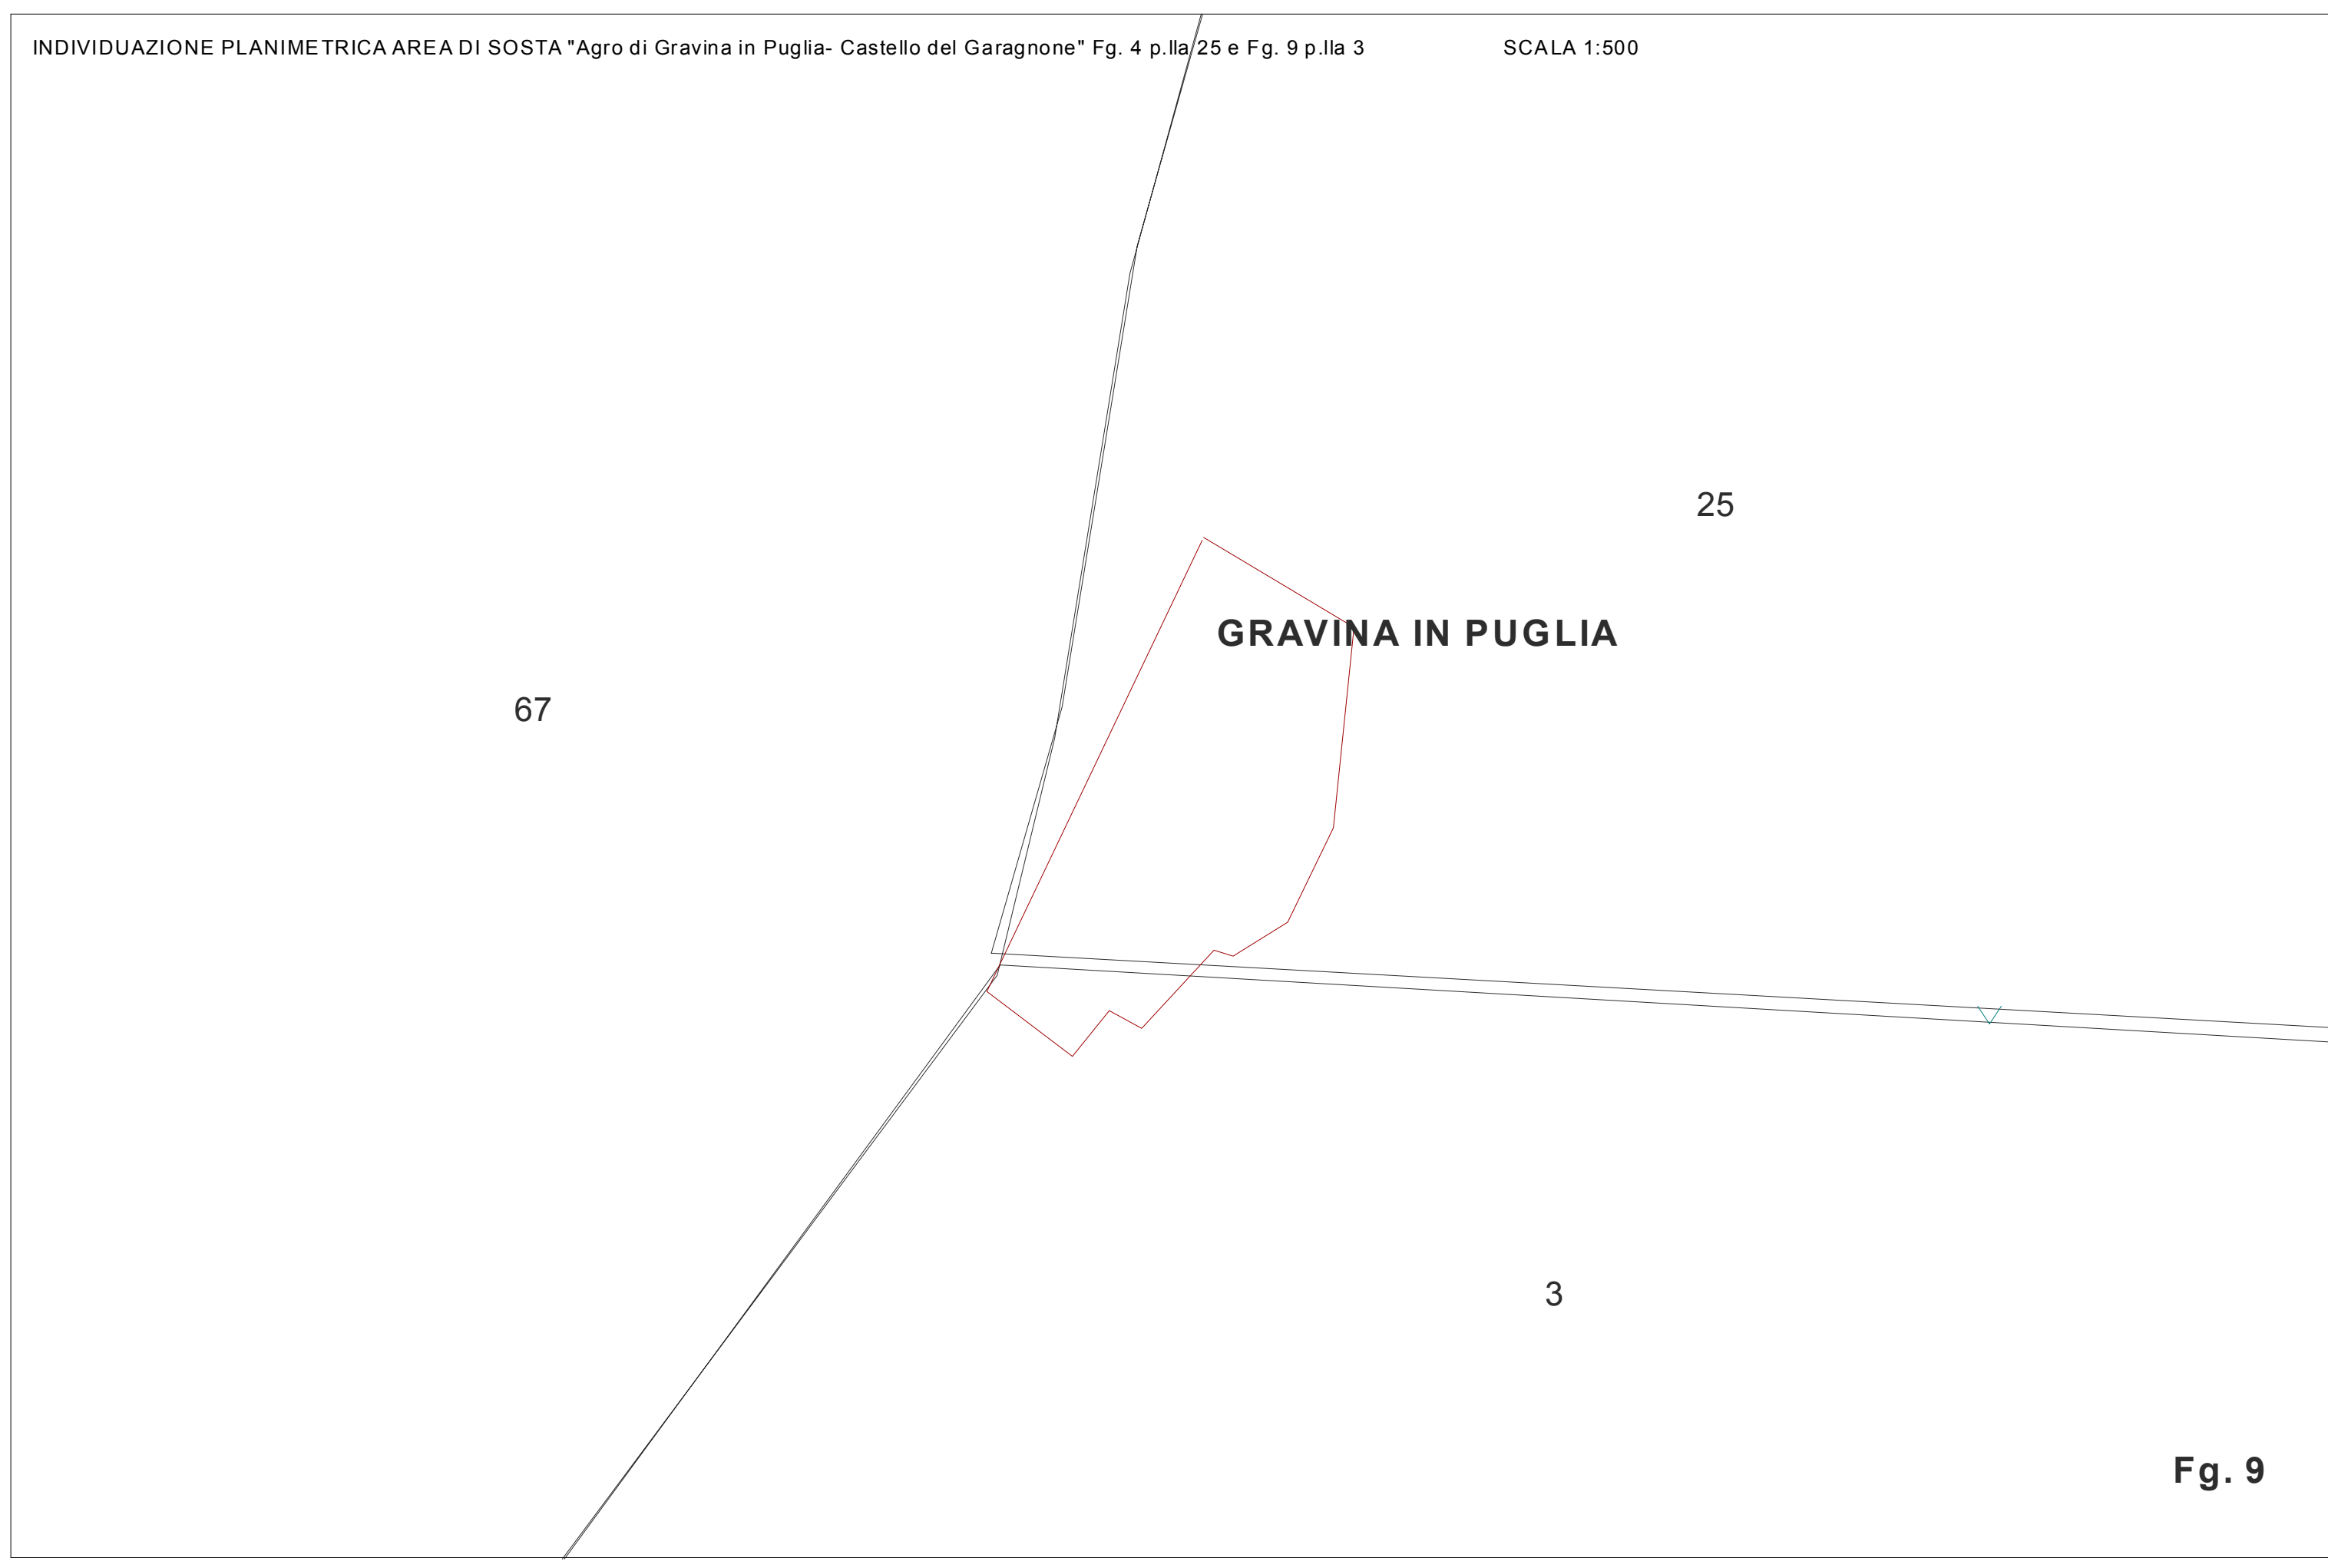 INDIVIDUAZIONE PLANIMETRICA AREA DI SOSTA "Agro di Gravina in Puglia- Castello del Garagnone" Fg. 4 p.lla 25 e Fg. 9 p.lla 3 SCALA 1:500
25
GRAVINA IN PUGLIA
67
3
Fg. 9